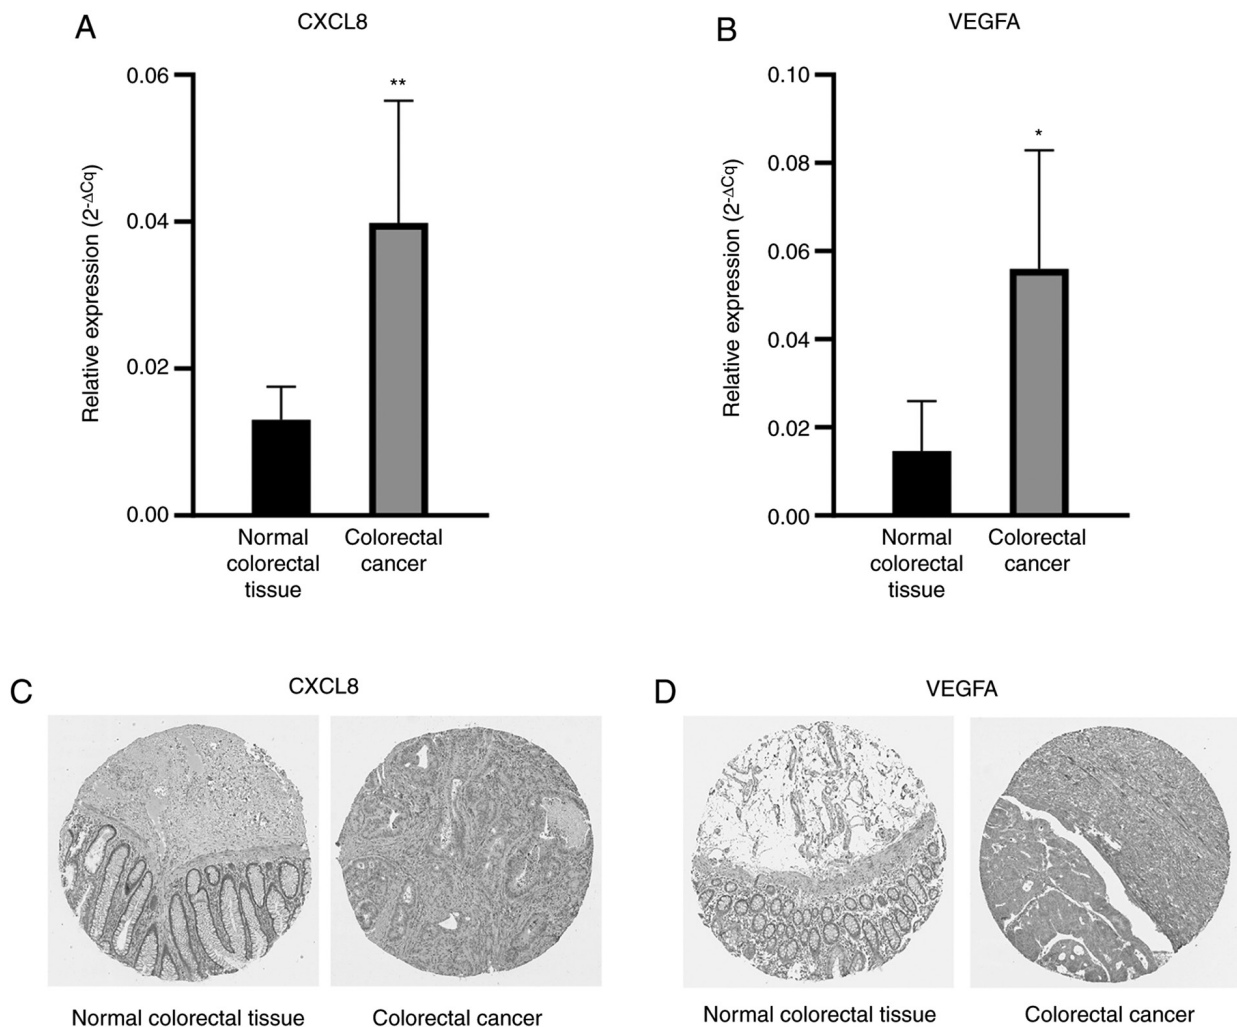 A
CXCL8
**
0.06
0.04
0.02
0.00
Relative expression (2-ΔCq)
Normal
colorectal
tissue
Colorectal
cancer
B
VEGFA
*
0.10
0.08
0.06
0.04
0.02
0.00
Relative expression (2-ΔCq)
Normal
colorectal
tissue
Colorectal
cancer
C
CXCL8
Normal colorectal tissue
Colorectal cancer
D
VEGFA
Normal colorectal tissue
Colorectal cancer